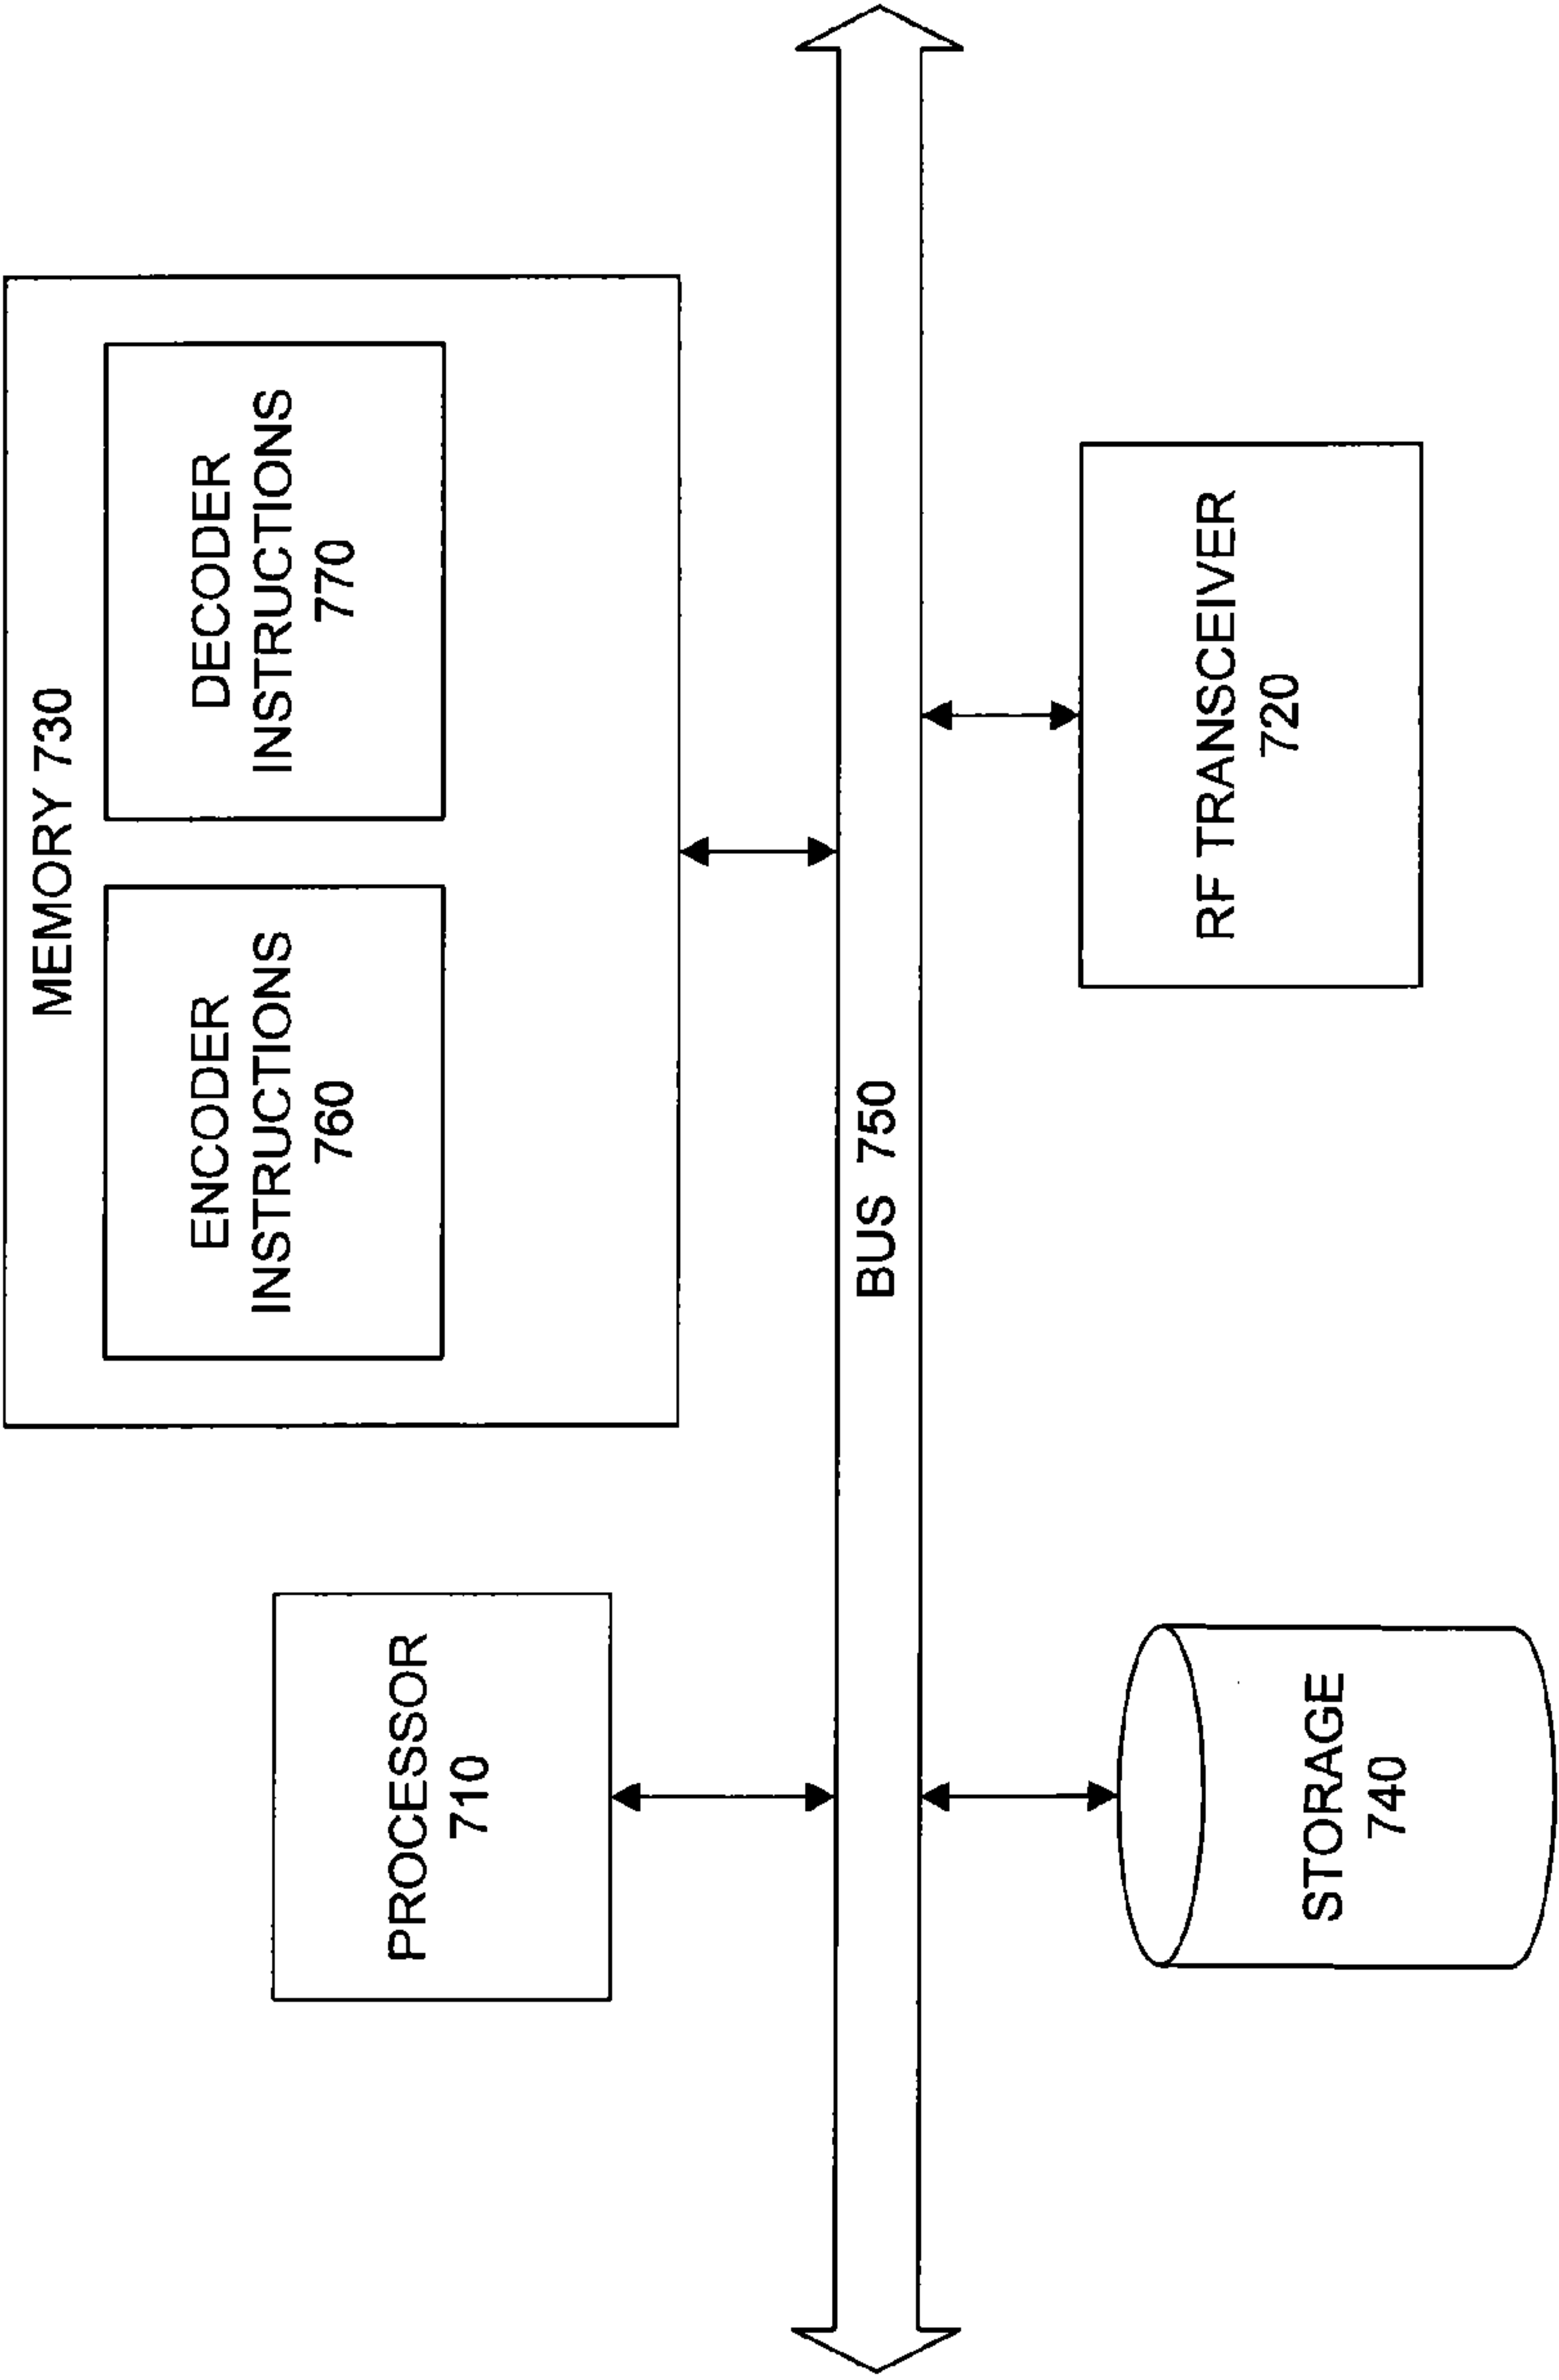 MEMORY 730
ENCODER
INSTRUCTIONS
760
DECODER
INSTRUCTIONS
770
PROCESSOR
710
BUS 750
STORAGE
740
RF TRANSCEIVER
720